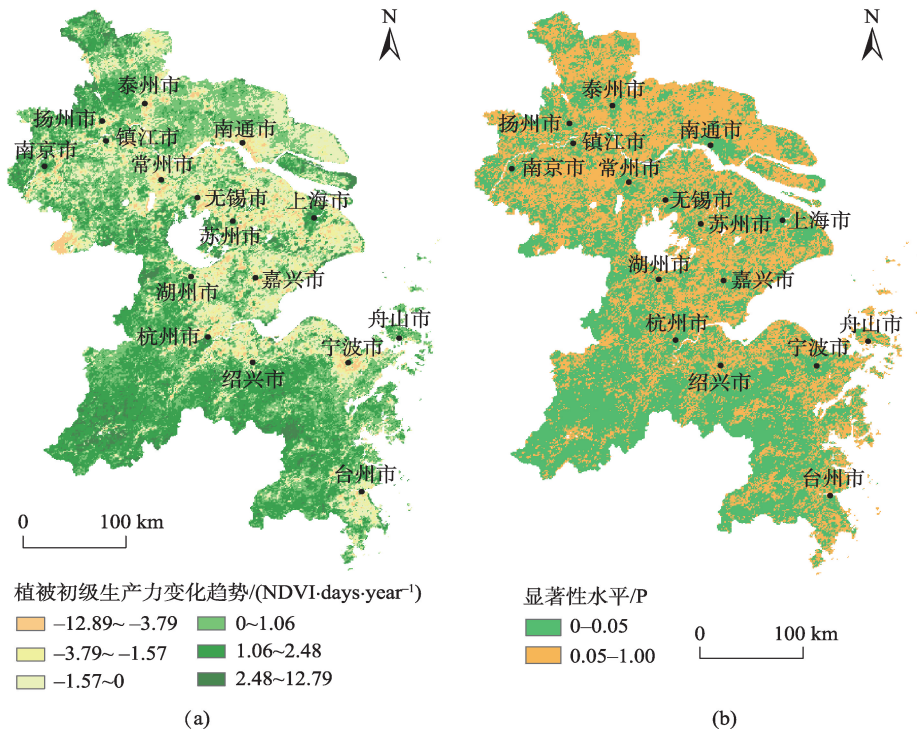 N
泰州市
扬州市
镇江市
南通市
南京市
常州市
无锡市
上海市
苏州市
湖州市
嘉兴市
舟山市
杭州市
宁波市
绍兴市
台州市
0 100 km
植被初级生产力变化趋势/(NDVI·days·year⁻¹)
−12.89~ −3.79
0~1.06
−3.79~ −1.57
1.06~2.48
−1.57~0
2.48~12.79
(a)
N
泰州市
扬州市
镇江市
南通市
南京市
常州市
无锡市
苏州市
上海市
湖州市
嘉兴市
杭州市
舟山市
宁波市
绍兴市
台州市
显著性水平/P
0–0.05
0.05–1.00
0 100 km
(b)